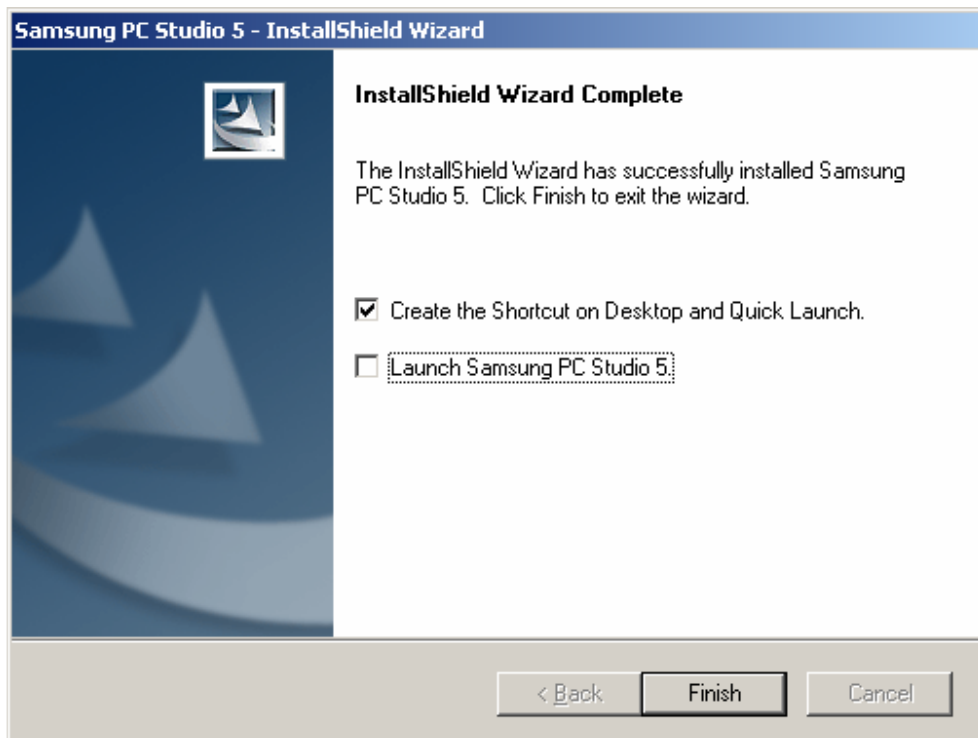 Samsung PC Studio 5 - InstallShield Wizard
InstallShield Wizard Complete
The InstallShield Wizard has successfully installed Samsung
PC Studio 5.  Click Finish to exit the wizard.
Create the Shortcut on Desktop and Quick Launch.
Launch Samsung PC Studio 5.
< Back
Finish
Cancel